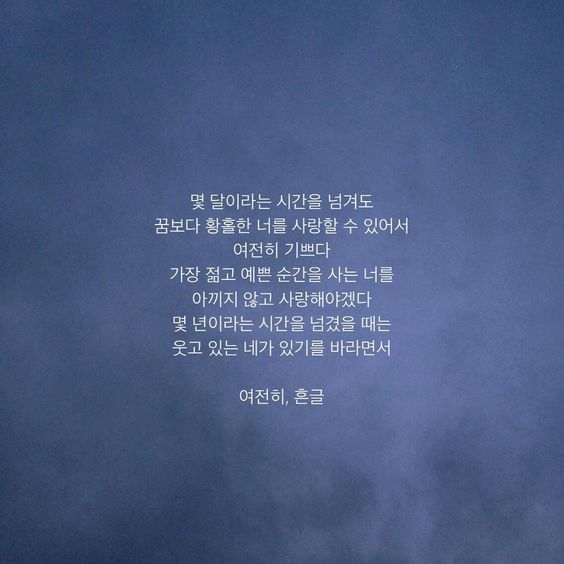 몇 달이라는 시간을 넘겨도
꿈보다 황홀한 너를 사랑할 수 있어서
여전히 기쁘다
가장 젊고 예쁜 순간을 사는 너를
아끼지 않고 사랑해야겠다
몇 년이라는 시간을 넘겼을 때는
웃고 있는 네가 있기를 바라면서
여전히, 흔글